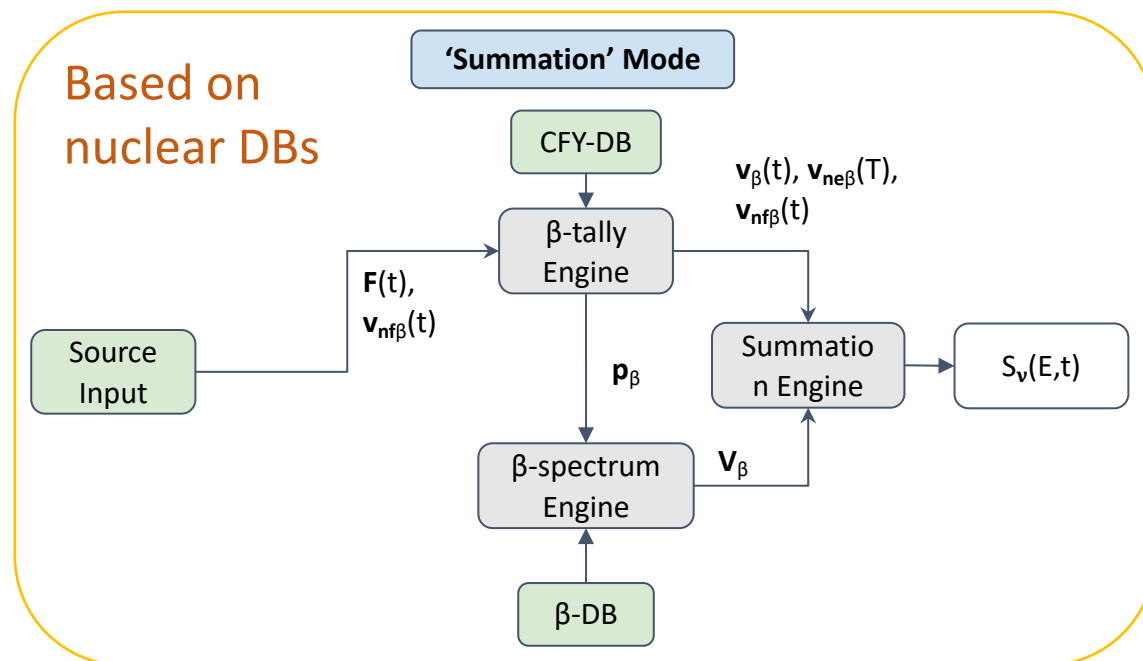 ‘Summation’ Mode
Based on
nuclear DBs
CFY-DB
𝐯β(t), 𝐯neβ(T),
𝐯nfβ(t)
β-tally
Engine
F(t),
𝐯nfβ(t)
Source
Input
Summatio
n Engine
Sν(E,t)
pβ
β-spectrum
Engine
Vβ
β-DB